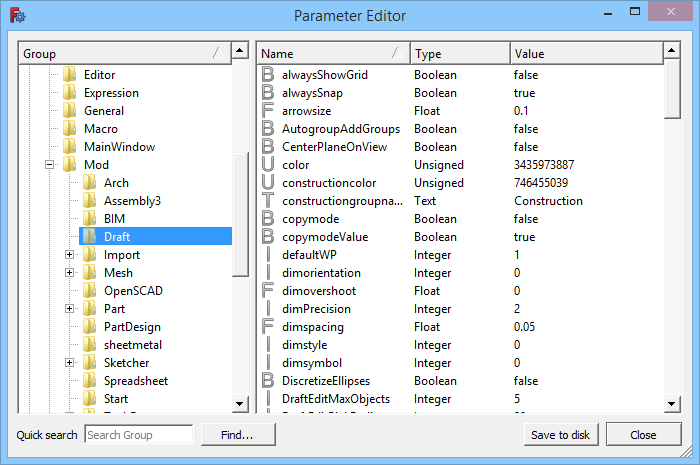 Parameter Editor
Group
Editor
Expression
General
Macro
MainWindow
Mod
Arch
Assembly3
BIM
Draft
Import
Mesh
OpenSCAD
Part
PartDesign
sheetmetal
Sketcher
Spreadsheet
Start
Name Type Value
B alwaysShowGrid Boolean false
B alwaysSnap Boolean true
F arrowsize Float 0.1
B AutogroupAddGroups Boolean false
B CenterPlaneOnView Boolean false
U color Unsigned 3435973887
U constructioncolor Unsigned 746455039
T constructiongroupna... Text Construction
B copymode Boolean false
B copymodeValue Boolean true
I defaultWP Integer 1
I dimorientation Integer 0
F dimovershoot Float 0
I dimPrecision Integer 2
F dimspacing Float 0.05
I dimstyle Integer 0
I dimsymbol Integer 0
B DiscretizeEllipses Boolean false
I DraftEditMaxObjects Integer 5
Quick search Search Group Find... Save to disk Close